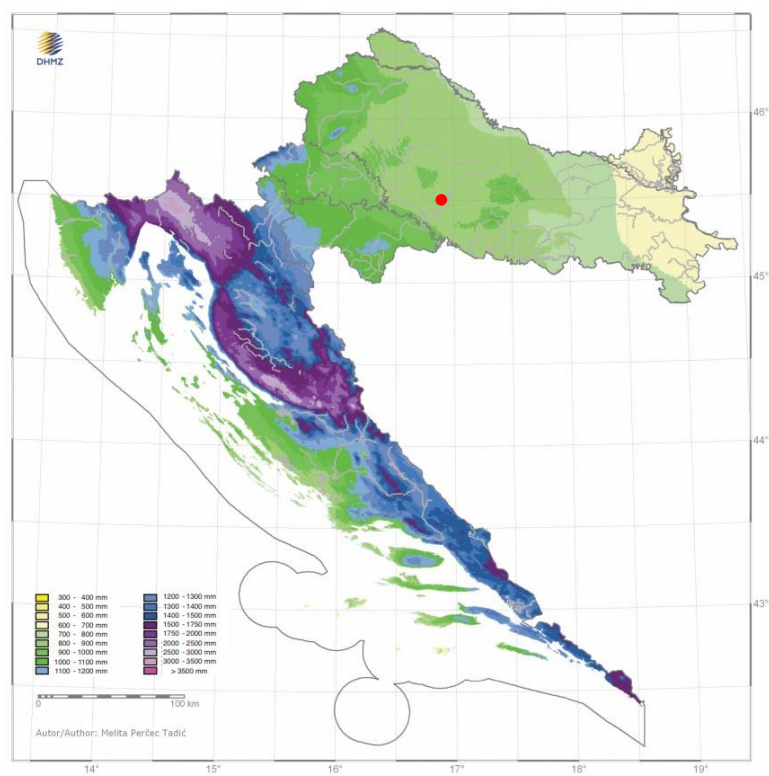 DHMZ
46°
45°
44°
43°
300 - 400 mm
400 - 500 mm
500 - 600 mm
600 - 700 mm
700 - 800 mm
800 - 900 mm
900 - 1000 mm
1000 - 1100 mm
1100 - 1200 mm
1200 - 1300 mm
1300 - 1400 mm
1400 - 1500 mm
1500 - 1750 mm
1750 - 2000 mm
2000 - 2500 mm
2500 - 3000 mm
3000 - 3500 mm
> 3500 mm
0 100 km
Autor/Author: Melita Perčec Tadić
14° 15° 16° 17° 18° 19°